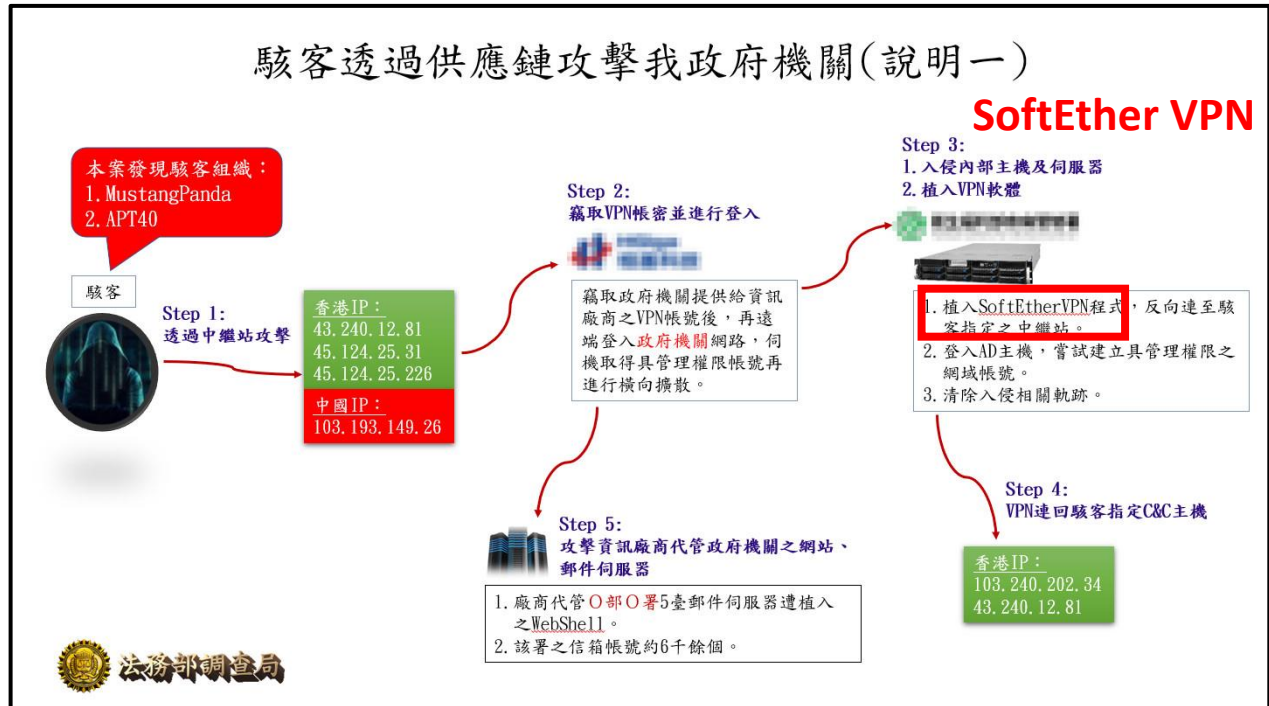 駭客透過供應鏈攻擊我政府機關(說明一)
SoftEther VPN
本案發現駭客組織：
1. MustangPanda
2. APT40
駭客
Step 1:
透過中繼站攻擊
香港IP：
43.240.12.81
45.124.25.31
45.124.25.226
中國IP：
103.193.149.26
Step 2:
竊取VPN帳密並進行登入
竊取政府機關提供給資訊
廠商之VPN帳號後，再遠
端登入政府機關網路，伺
機取得具管理權限帳號再
進行橫向擴散。
Step 3:
1. 入侵內部主機及伺服器
2. 植入VPN軟體
1. 植入SoftEtherVPN程式，反向連至駭
客指定之中繼站。
2. 登入AD主機，嘗試建立具管理權限之
網域帳號。
3. 清除入侵相關軌跡。
Step 4:
VPN連回駭客指定C&C主機
香港IP：
103.240.202.34
43.240.12.81
Step 5:
攻擊資訊廠商代管政府機關之網站、
郵件伺服器
1. 廠商代管O部O署5臺郵件伺服器遭植入
之WebShell。
2. 該署之信箱帳號約6千餘個。
法務部調查局